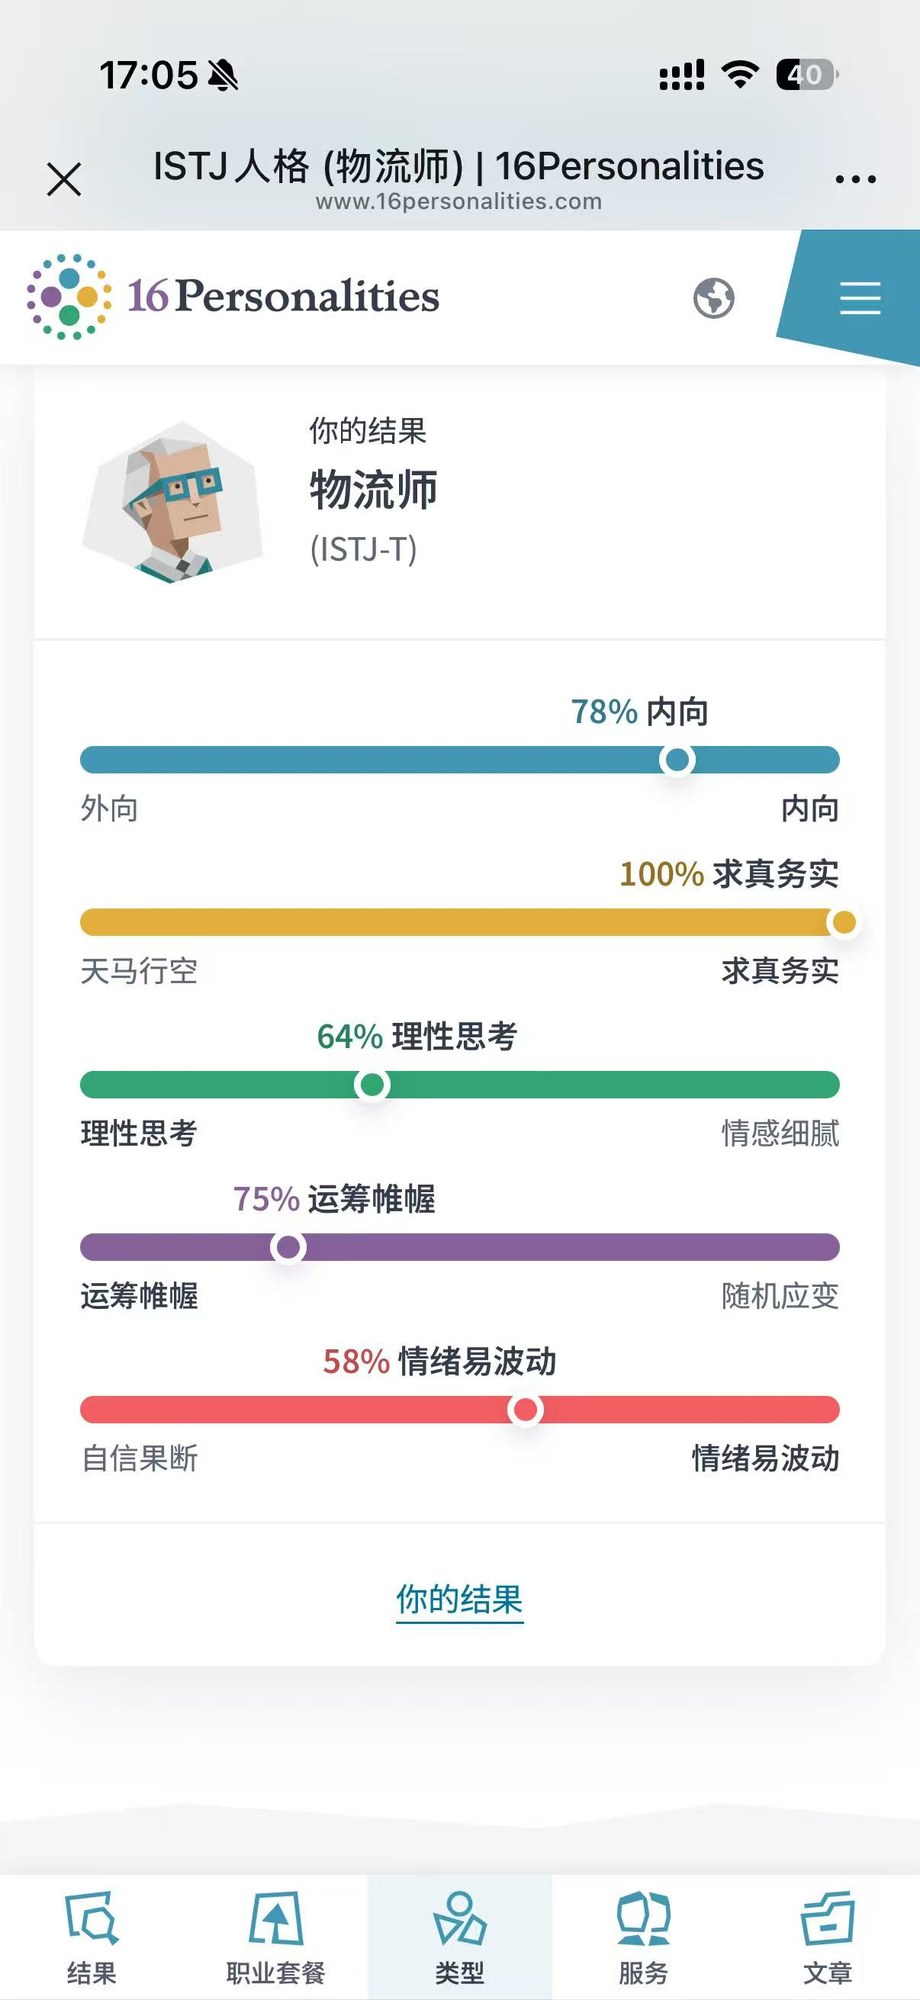 17:05
40
ISTJ人格 (物流师) | 16Personalities
www.16personalities.com
16Personalities
你的结果
物流师
(ISTJ-T)
78% 内向
外向 内向
100% 求真务实
天马行空 求真务实
64% 理性思考
理性思考 情感细腻
75% 运筹帷幄
运筹帷幄 随机应变
58% 情绪易波动
自信果断 情绪易波动
你的结果
结果 职业套餐 类型 服务 文章